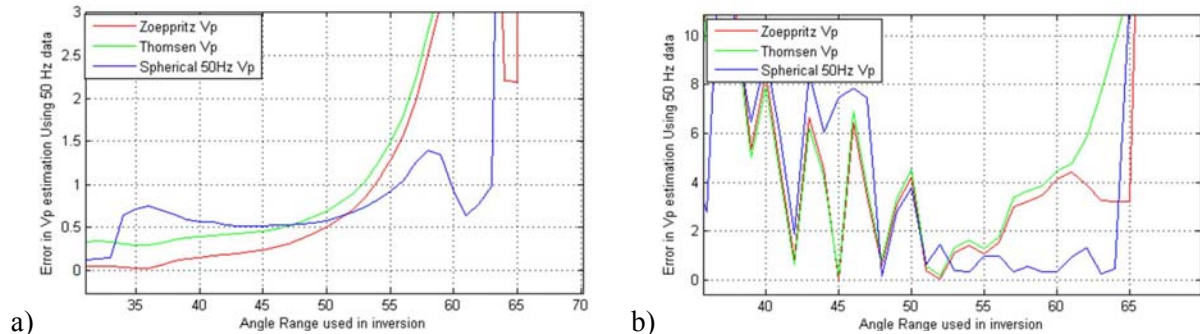 Error in Vp estimation Using 50 Hz data
3
2.5
2
1.5
1
0.5
0
Zoeppritz Vp
Thomsen Vp
Spherical 50Hz Vp
35 40 45 50 55 60 65 70
Angle Range used in inversion
a)
Error in Vp estimation Using 50 Hz data
10
8
6
4
2
0
Zoeppritz Vp
Thomsen Vp
Spherical 50Hz Vp
40 45 50 55 60 65 70
Angle Range used in inversion
b)